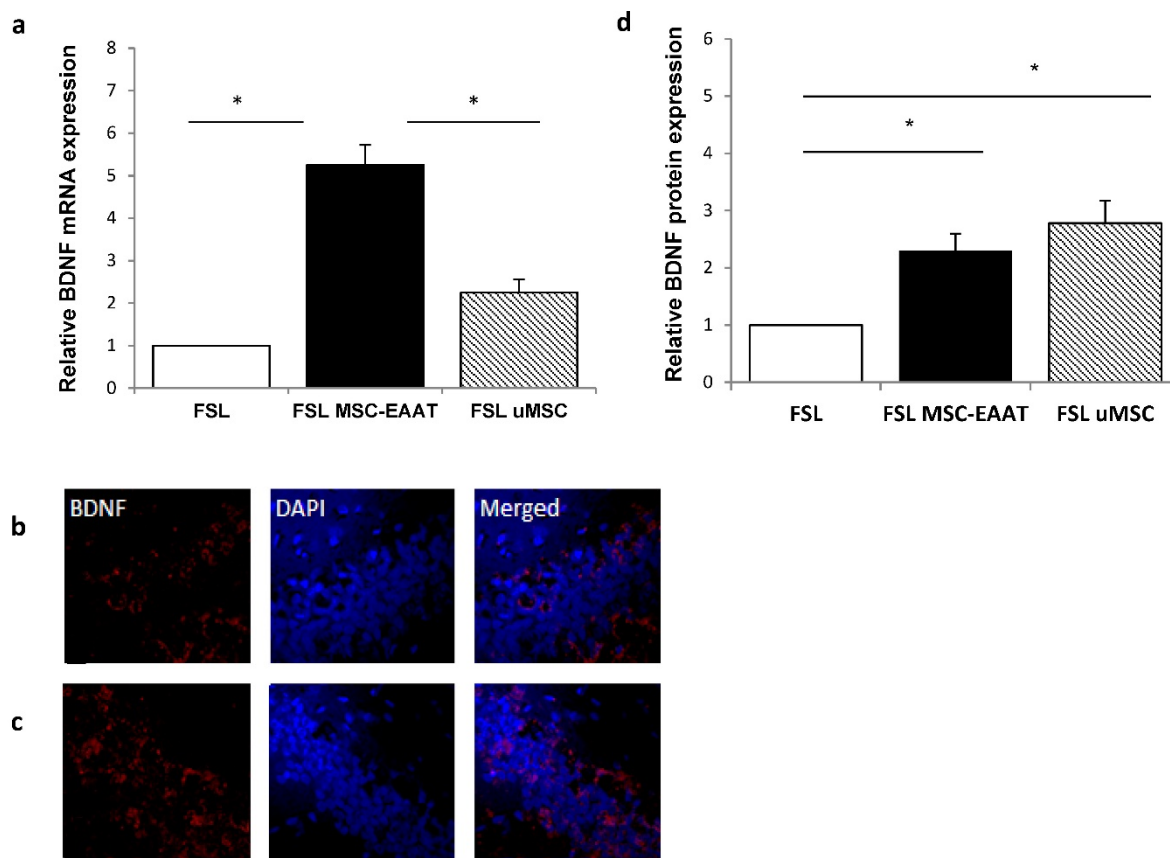 a
Relative BDNF mRNA expression
8
7
6
5
4
3
2
1
0
*
*
FSL
FSL MSC-EAAT
FSL uMSC
d
Relative BDNF protein expression
6
5
4
3
2
1
0
*
*
FSL
FSL MSC-EAAT
FSL uMSC
b
BDNF
DAPI
Merged
c